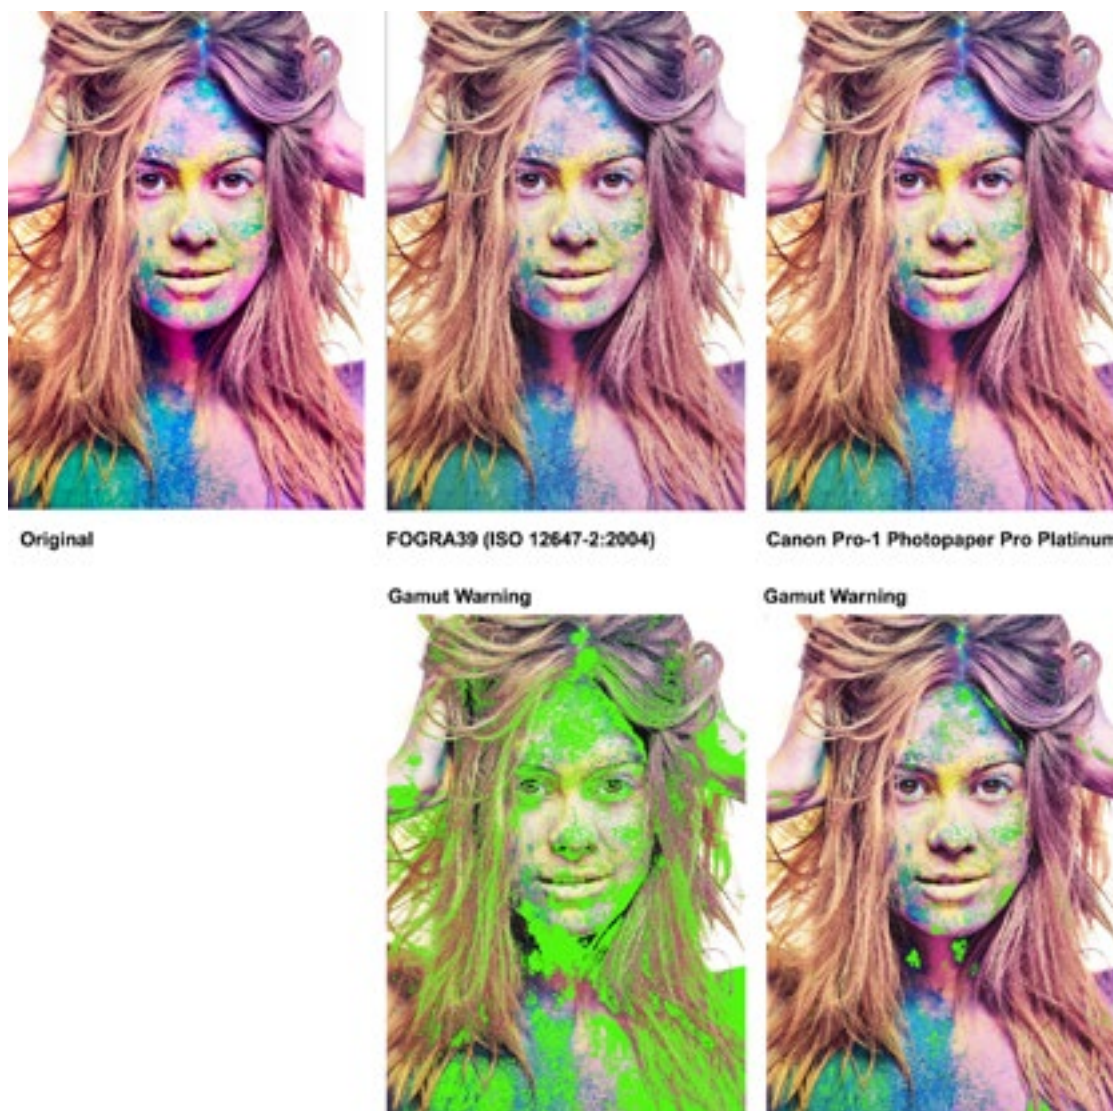 Original
FOGRA39 (ISO 12647-2:2004)
Canon Pro-1 Photopaper Pro Platinum
Gamut Warning
Gamut Warning